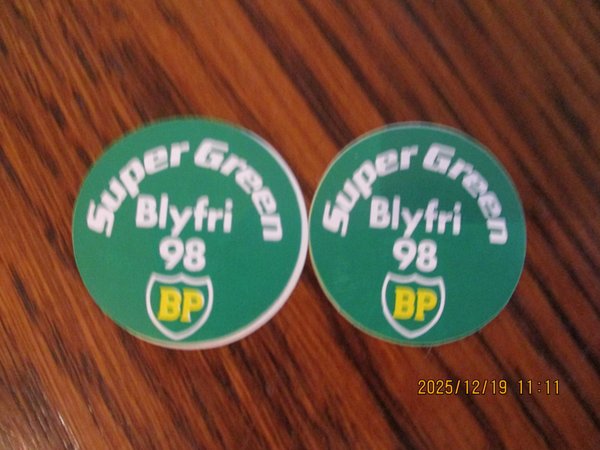 Super Green
Blyfri
98
BP
Super Green
Blyfri
98
BP
2025/12/19 11:11